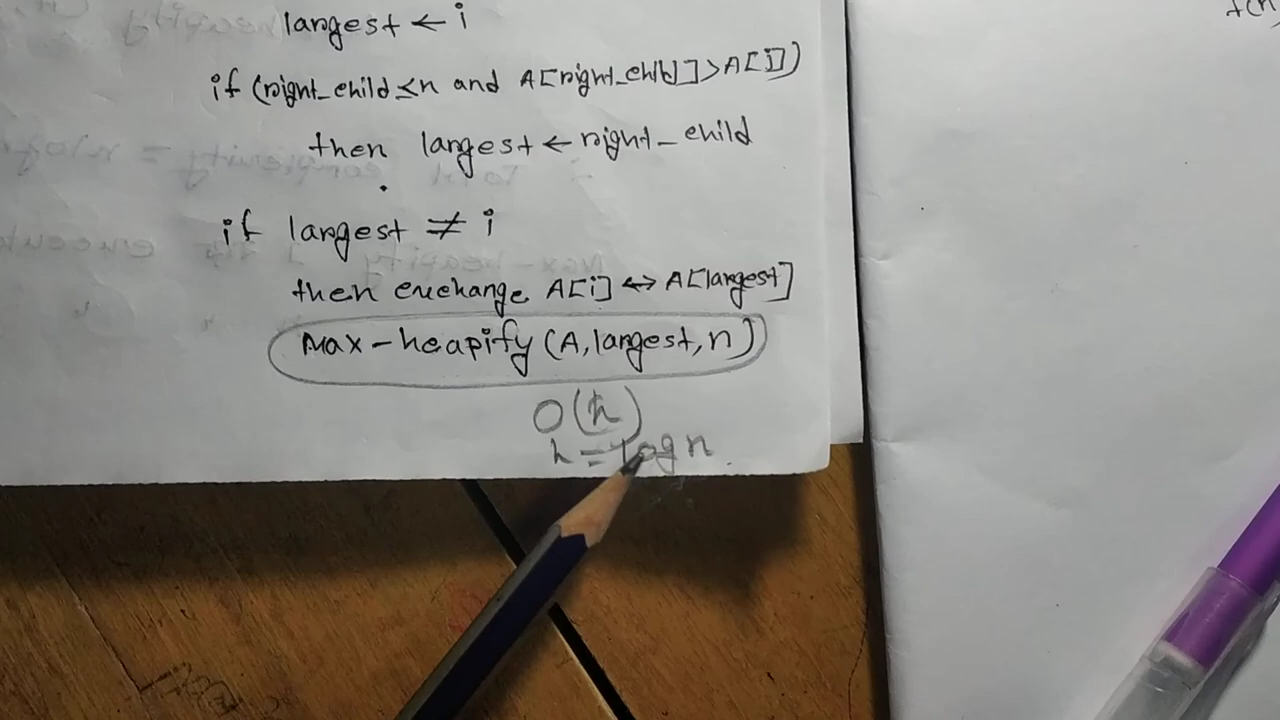 largest ← i
if (right_child ≤ n and A[right_child] > A[i])
then largest ← right_child
if largest ≠ i
then exchange A[i] ↔ A[largest]
Max-heapify (A, largest, n)
O(h)
h = log n